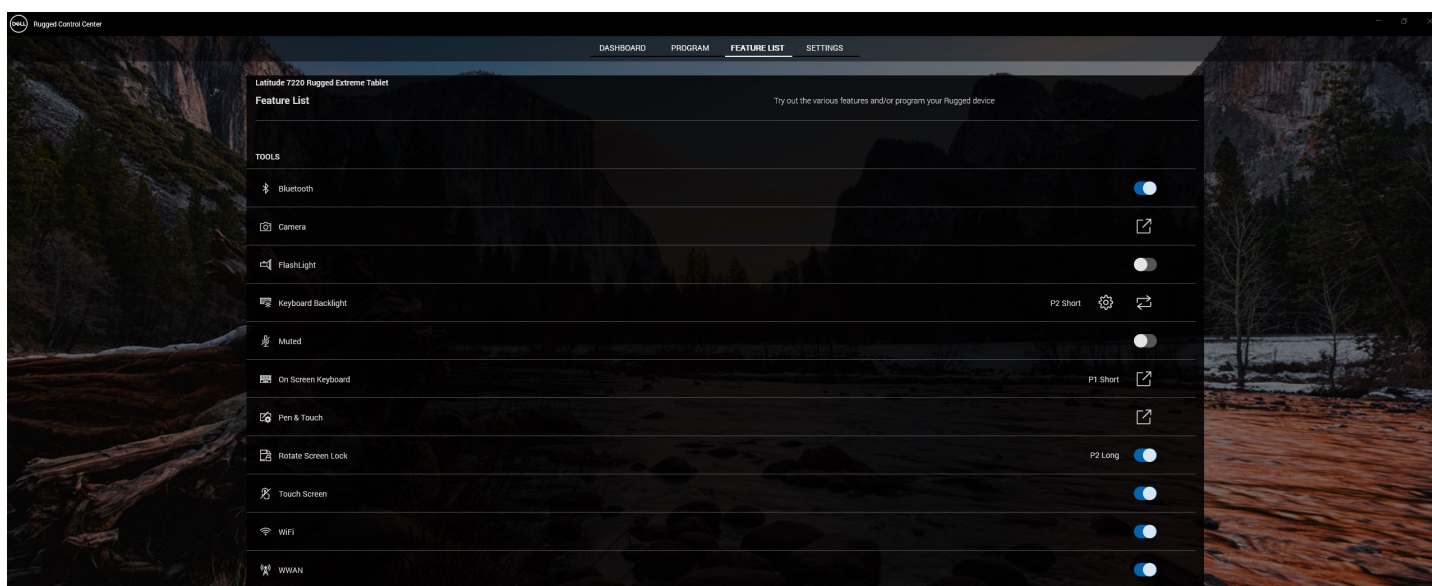 DELL Rugged Control Center
DASHBOARD PROGRAM FEATURE LIST SETTINGS
Latitude 7220 Rugged Extreme Tablet
Feature List Try out the various features and/or program your Rugged device
TOOLS
Bluetooth
Camera
FlashLight
Keyboard Backlight P2 Short
Muted
On Screen Keyboard P1 Short
Pen & Touch
Rotate Screen Lock P2 Long
Touch Screen
WiFi
WWAN